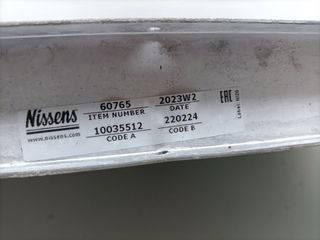 Nissens
www.nissens.com
60765 2023W2
ITEM NUMBER DATE
10035512 220224
CODE A CODE B
EAC